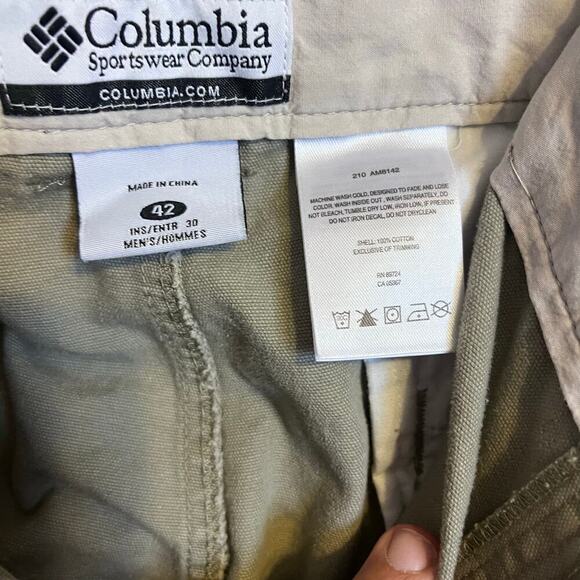 Columbia
Sportswear Company
COLUMBIA.COM
MADE IN CHINA
42
INS/ENTR 30
MEN'S/HOMMES
210 AM8142
MACHINE WASH COLD, DESIGNED TO FADE AND LOSE
COLOR, WASH INSIDE OUT, WASH SEPARATELY, DO
NOT BLEACH, TUMBLE DRY LOW, IRON LOW, IF PRESENT
DO NOT IRON DECAL, DO NOT DRYCLEAN
SHELL: 100% COTTON
EXCLUSIVE OF TRIMMING
RN 69724
CA 05367
30C